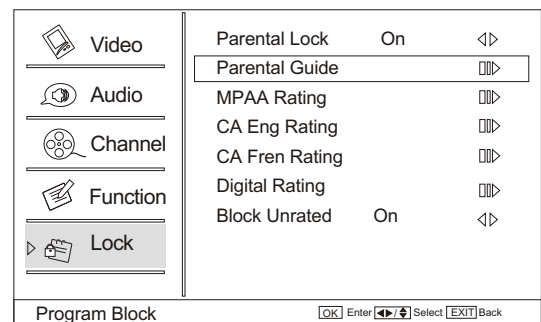 Video
Audio
Channel
Function
Lock
Parental Lock On
Parental Guide
MPAA Rating
CA Eng Rating
CA Fren Rating
Digital Rating
Block Unrated On
Program Block
OK Enter ◀▶/▲▼ Select EXIT Back